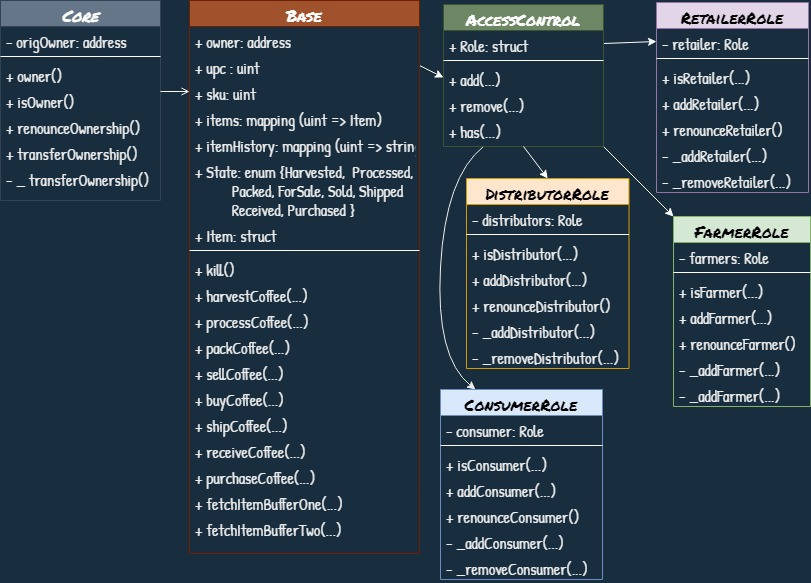 Core
- origOwner: address
+ owner()
+ isOwner()
+ renounceOwnership()
+ transferOwnership()
- _ transferOwnership()
Base
+ owner: address
+ upc : uint
+ sku: uint
+ items: mapping (uint => Item)
+ itemHistory: mapping (uint => strin
+ State: enum {Harvested, Processed,
Packed, ForSale, Sold, Shipped
Received, Purchased }
+ Item: struct
+ kill()
+ harvestCoffee(...)
+ processCoffee(...)
+ packCoffee(...)
+ sellCoffee(...)
+ buyCoffee(...)
+ shipCoffee(...)
+ receiveCoffee(...)
+ purchaseCoffee(...)
+ fetchItemBufferOne(...)
+ fetchItemBufferTwo(...)
AccessControl
+ Role: struct
+ add(...)
+ remove(...)
+ has(...)
RetailerRole
- retailer: Role
+ isRetailer(...)
+ addRetailer(...)
+ renounceRetailer()
- _addRetailer(...)
- _removeRetailer(...)
DistributorRole
- distributors: Role
+ isDistributor(...)
+ addDistributor(...)
+ renounceDistributor()
- _addDistributor(...)
- _removeDistributor(...)
FarmerRole
- farmers: Role
+ isFarmer(...)
+ addFarmer(...)
+ renounceFarmer()
- _addFarmer(...)
- _addFarmer(...)
ConsumerRole
- consumer: Role
+ isConsumer(...)
+ addConsumer(...)
+ renounceConsumer()
- _addConsumer(...)
- _removeConsumer(...)